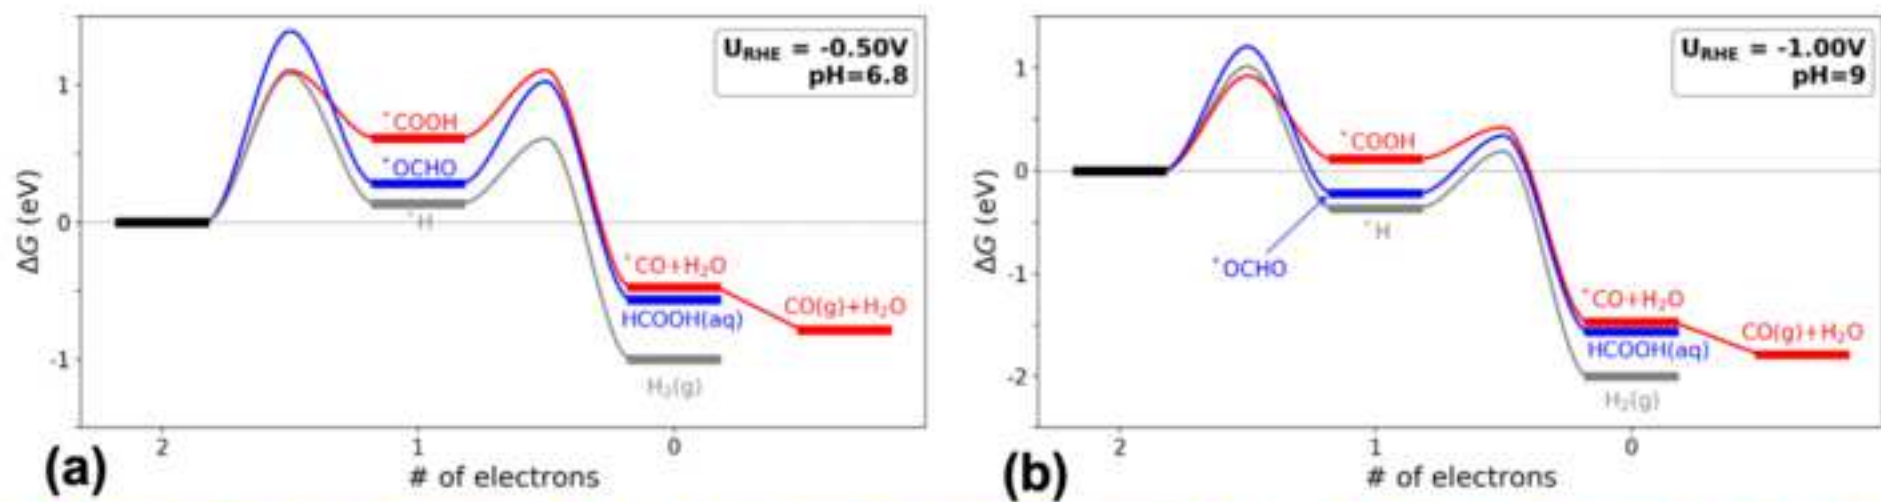 U_RHE = -0.50V
pH=6.8
1
*COOH
*OCHO
*H
0
ΔG (eV)
*CO+H₂O
CO(g)+H₂O
HCOOH(aq)
-1
H₂(g)
2 1 0
(a)
# of electrons
U_RHE = -1.00V
pH=9
1
*COOH
0
ΔG (eV)
*H
*OCHO
-1
*CO+H₂O
CO(g)+H₂O
HCOOH(aq)
-2
H₂(g)
2 1 0
(b)
# of electrons